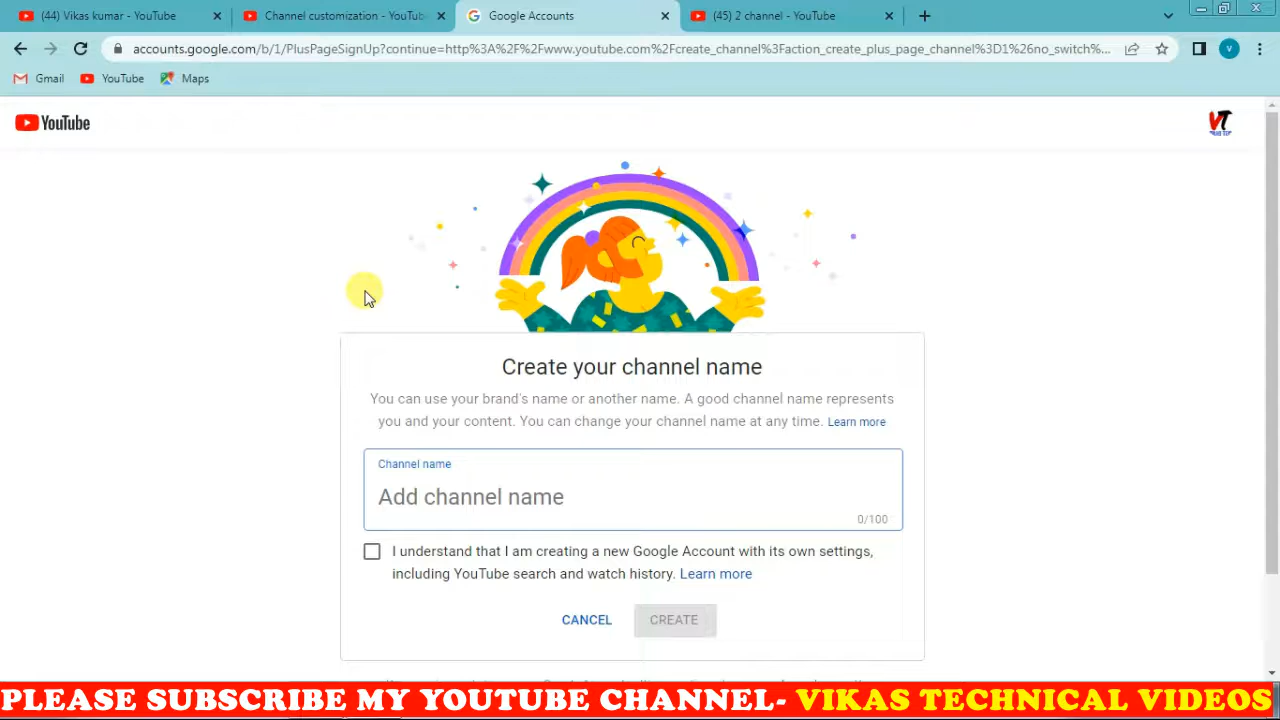 (44) Vikas kumar - YouTube
Channel customization - YouTub
Google Accounts
(45) 2 channel - YouTube
accounts.google.com/b/1/PlusPageSignUp?continue=http%3A%2F%2Fwww.youtube.com%2Fcreate_channel%3Faction_create_plus_page_channel%3D1%26no_switch%...
V
Gmail
YouTube
Maps
YouTube
VT
Create your channel name
You can use your brand's name or another name. A good channel name represents
you and your content. You can change your channel name at any time. Learn more
Channel name
Add channel name
0/100
I understand that I am creating a new Google Account with its own settings,
including YouTube search and watch history. Learn more
CANCEL
CREATE
PLEASE SUBSCRIBE MY YOUTUBE CHANNEL- VIKAS TECHNICAL VIDEOS